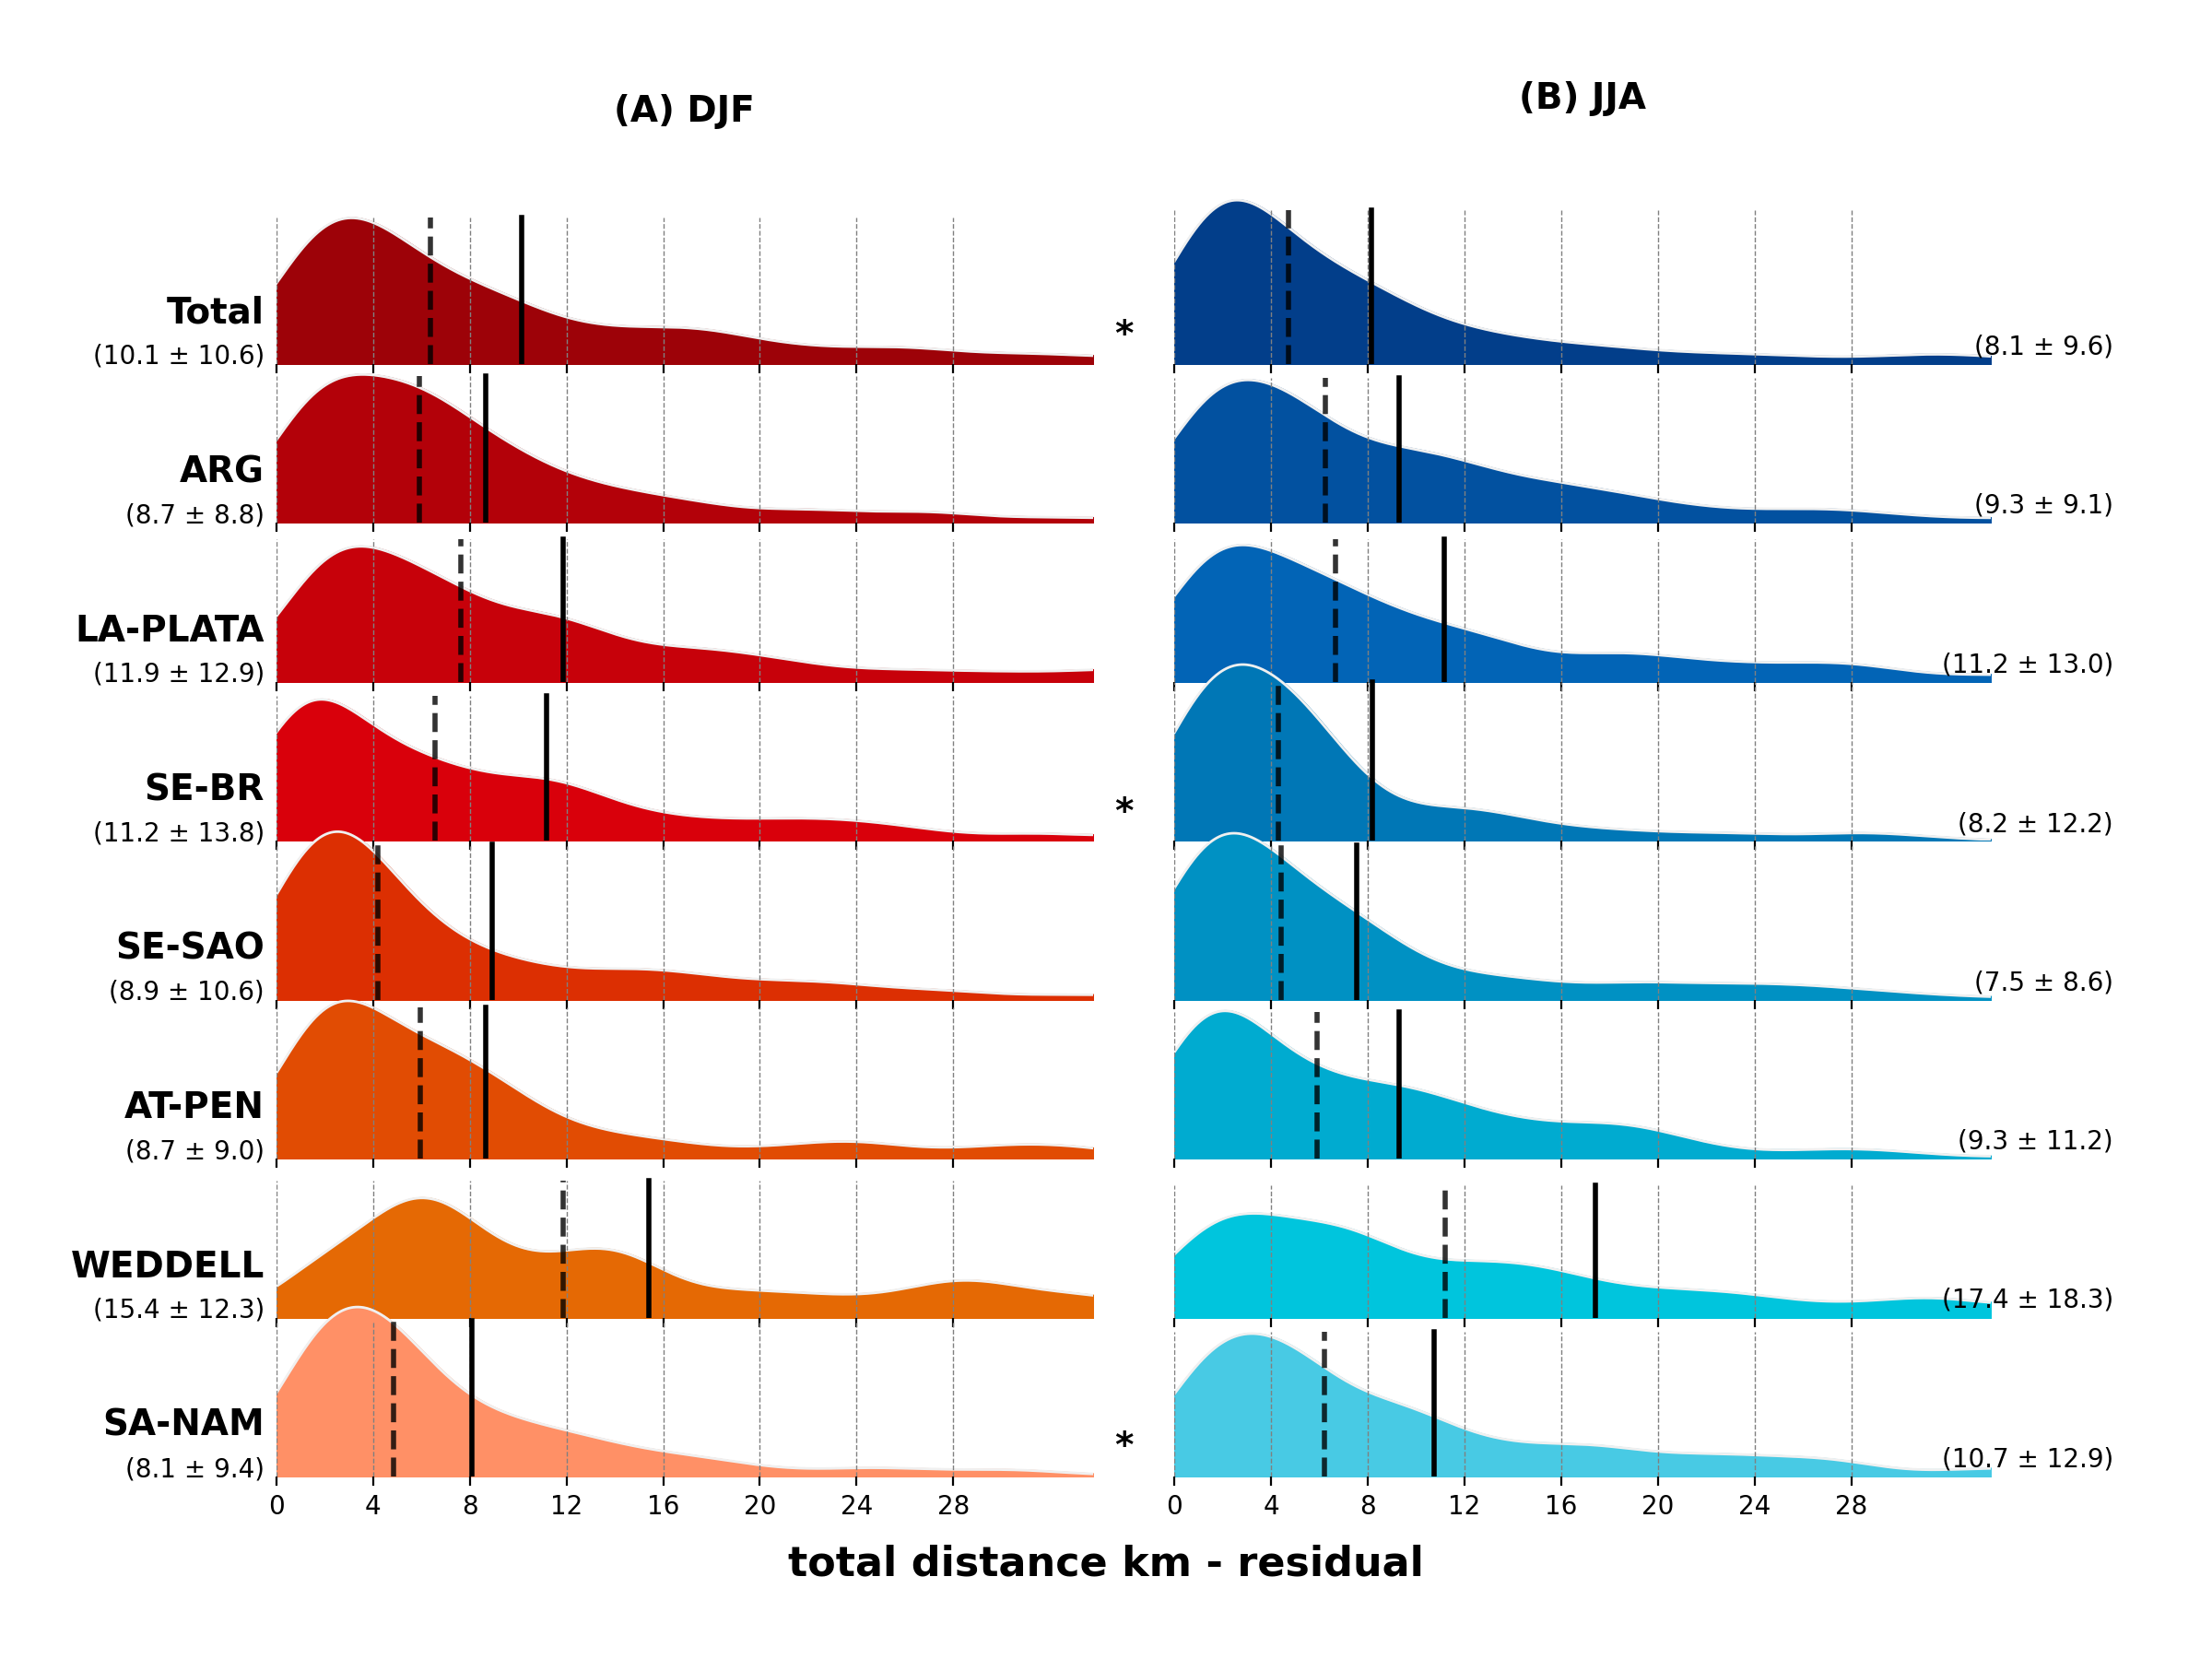 (A) DJF
(B) JJA
Total
(10.1 ± 10.6)
*
(8.1 ± 9.6)
ARG
(8.7 ± 8.8)
(9.3 ± 9.1)
LA-PLATA
(11.9 ± 12.9)
(11.2 ± 13.0)
SE-BR
(11.2 ± 13.8)
*
(8.2 ± 12.2)
SE-SAO
(8.9 ± 10.6)
(7.5 ± 8.6)
AT-PEN
(8.7 ± 9.0)
(9.3 ± 11.2)
WEDDELL
(15.4 ± 12.3)
(17.4 ± 18.3)
SA-NAM
(8.1 ± 9.4)
*
(10.7 ± 12.9)
0 4 8 12 16 20 24 28
0 4 8 12 16 20 24 28
total distance km - residual